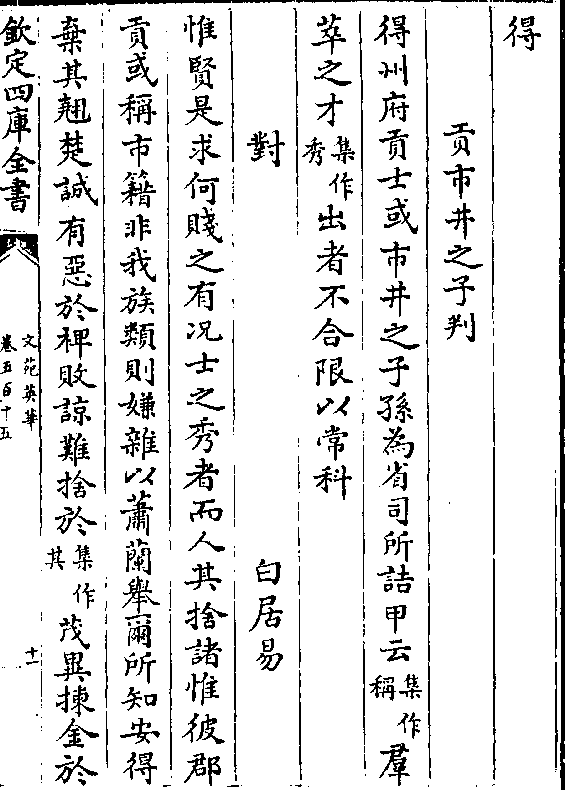 得
貢市井之子判
得州府貢士或市井之子孫為省司所詰甲云集作稱羣
萃之才集作秀出者不合限以常科
對 白居易
惟賢是求何賤之有况士之秀者而人其捨諸惟彼郡
貢或稱市籍非我族類則嫌雜以蕭蘭舉爾所知安得
棄其翹楚誠有惡於稗敗諒難捨於集作其茂異揀金於
欽定四庫全書
文苑英華
卷五百十五
十一